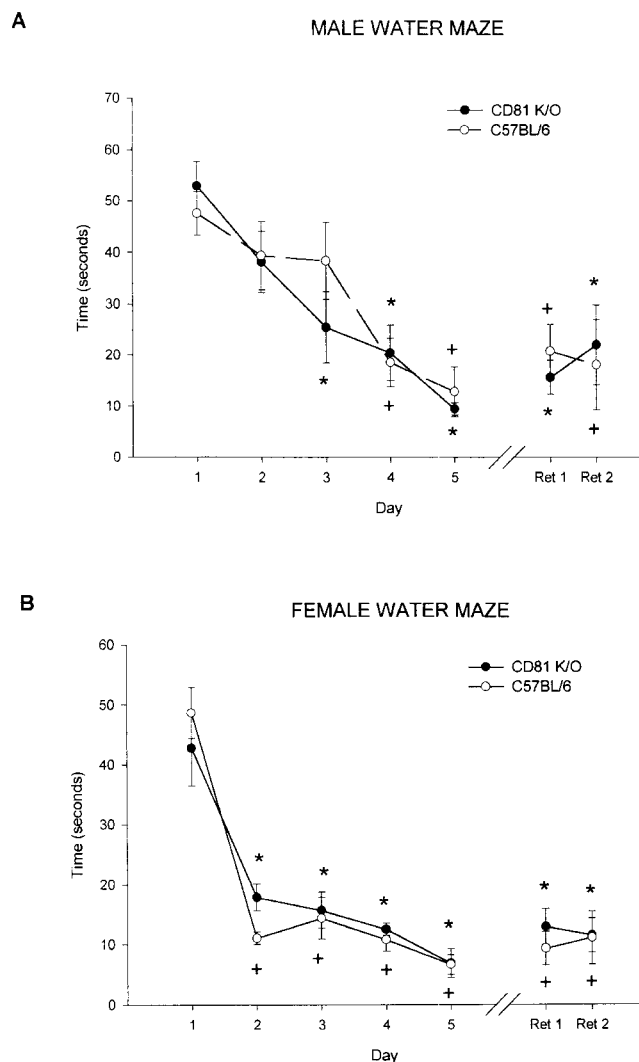 A
MALE WATER MAZE
70
60
50
40
30
20
10
0
Time (seconds)
CD81 K/O
C57BL/6
*
*
+
+
*
+
*
*
+
1 2 3 4 5 Ret 1 Ret 2
Day
B
FEMALE WATER MAZE
60
50
40
30
20
10
0
Time (seconds)
CD81 K/O
C57BL/6
* * * * * *
+ + + + + +
1 2 3 4 5 Ret 1 Ret 2
Day